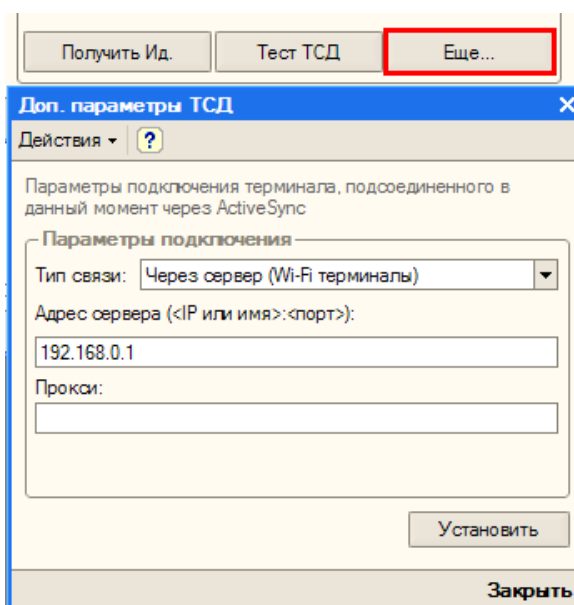 Получить Ид. Тест ТСД Еще...
Доп. параметры ТСД
Действия ?
Параметры подключения терминала, подсоединенного в
данный момент через ActiveSync
Параметры подключения
Тип связи: Через сервер (Wi-Fi терминалы)
Адрес сервера (<IP или имя>:<порт>):
192.168.0.1
Прокси:
Установить
Закрыть